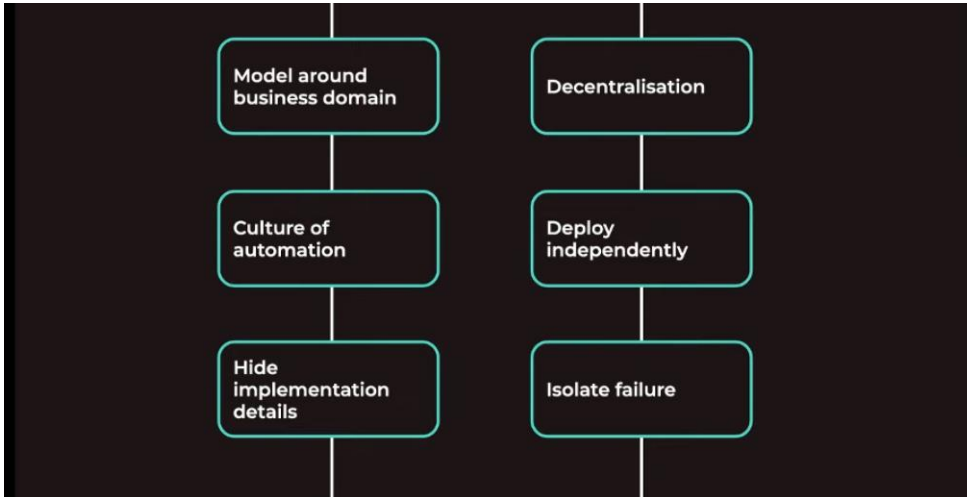 Model around
business domain
Culture of
automation
Hide
implementation
details
Decentralisation
Deploy
independently
Isolate failure